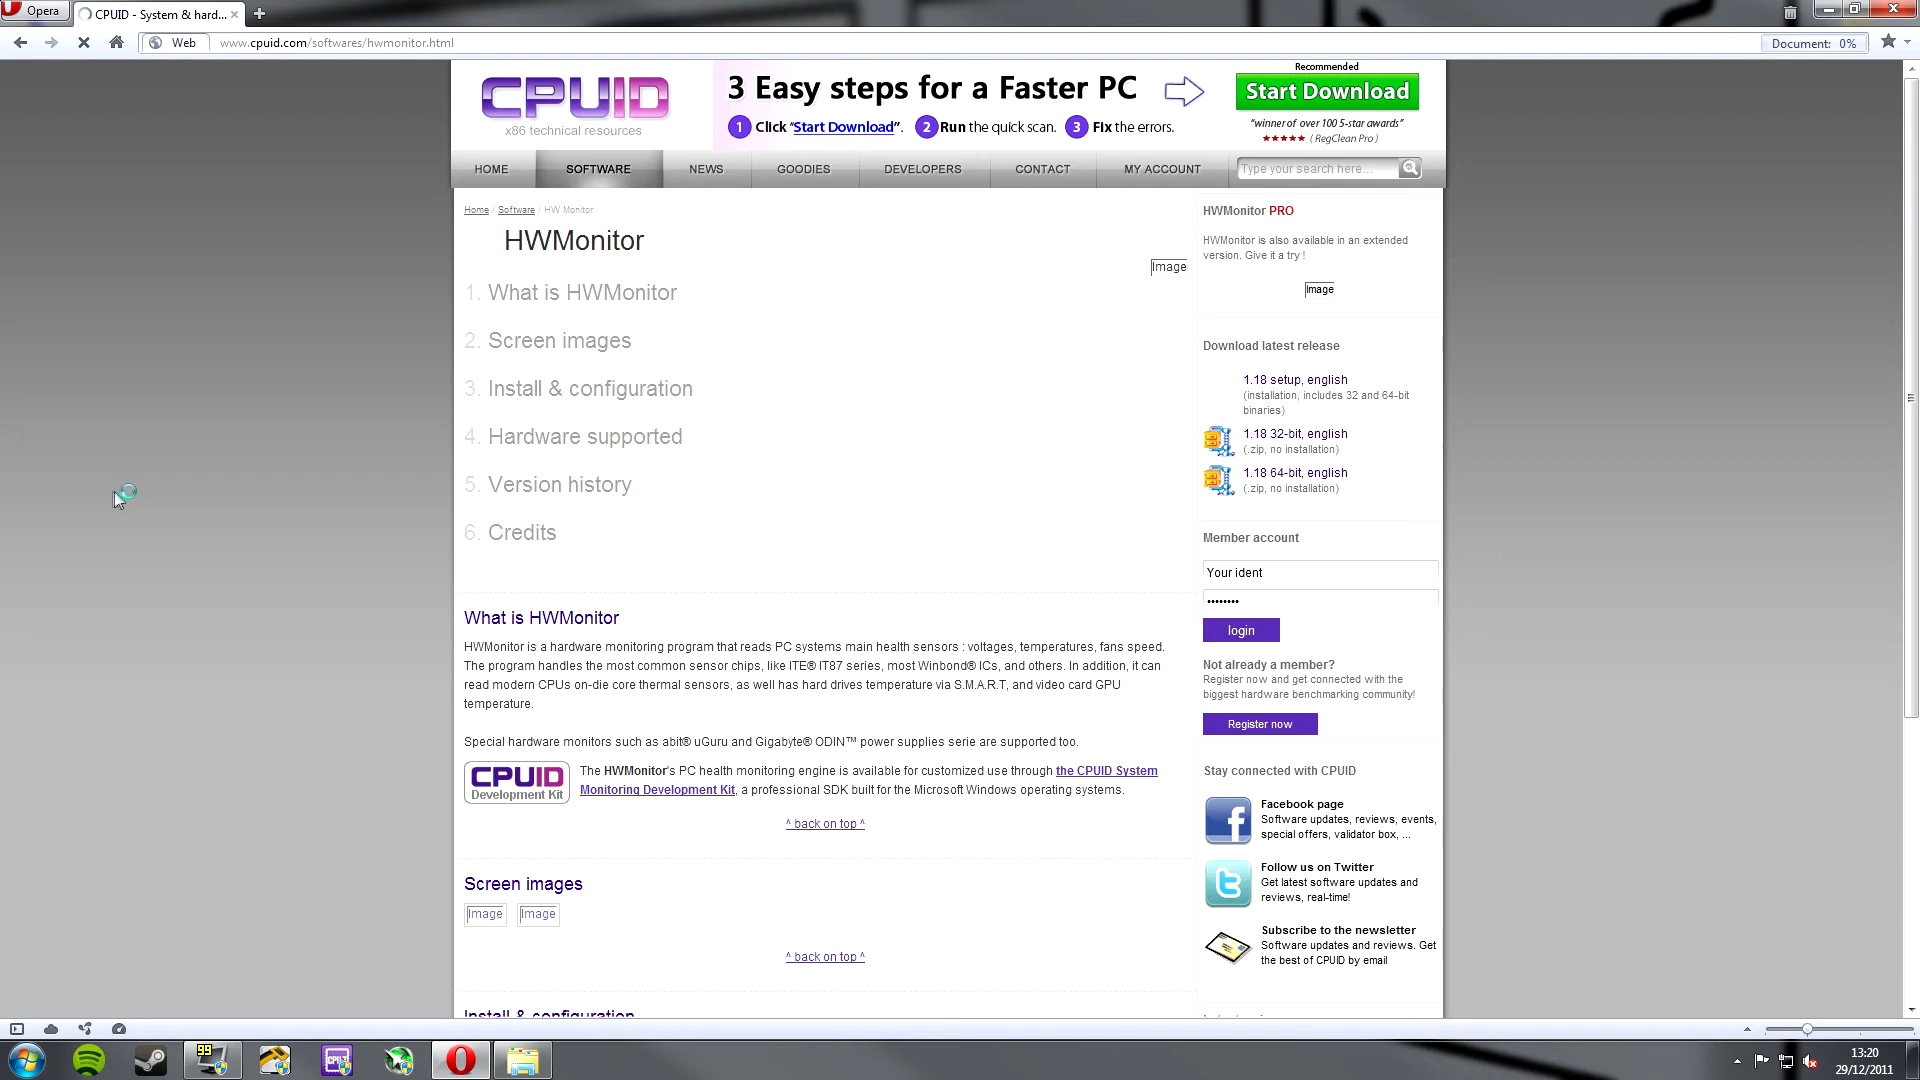 Opera
CPUID - System & hard...
Web
www.cpuid.com/softwares/hwmonitor.html
Document: 0%
CPUID
x86 technical resources
3 Easy steps for a Faster PC
1 Click “Start Download”. 2 Run the quick scan. 3 Fix the errors.
Recommended
Start Download
“winner of over 100 5-star awards”
★★★★★ ( RegClean Pro )
HOME
SOFTWARE
NEWS
GOODIES
DEVELOPERS
CONTACT
MY ACCOUNT
Type your search here...
Home / Software / HW Monitor
HWMonitor
Image
1. What is HWMonitor
2. Screen images
3. Install & configuration
4. Hardware supported
5. Version history
6. Credits
What is HWMonitor
HWMonitor is a hardware monitoring program that reads PC systems main health sensors : voltages, temperatures, fans speed.
The program handles the most common sensor chips, like ITE® IT87 series, most Winbond® ICs, and others. In addition, it can
read modern CPUs on-die core thermal sensors, as well has hard drives temperature via S.M.A.R.T, and video card GPU
temperature.
Special hardware monitors such as abit® uGuru and Gigabyte® ODIN™ power supplies serie are supported too.
CPUID
Development Kit
The HWMonitor's PC health monitoring engine is available for customized use through the CPUID System
Monitoring Development Kit, a professional SDK built for the Microsoft Windows operating systems.
^ back on top ^
Screen images
Image
Image
^ back on top ^
Install & configuration
HWMonitor PRO
HWMonitor is also available in an extended
version. Give it a try !
Image
Download latest release
1.18 setup, english
(installation, includes 32 and 64-bit
binaries)
1.18 32-bit, english
(.zip, no installation)
1.18 64-bit, english
(.zip, no installation)
Member account
Your ident
••••••••
login
Not already a member?
Register now and get connected with the
biggest hardware benchmarking community!
Register now
Stay connected with CPUID
Facebook page
Software updates, reviews, events,
special offers, validator box, ...
Follow us on Twitter
Get latest software updates and
reviews, real-time!
Subscribe to the newsletter
Software updates and reviews. Get
the best of CPUID by email
99
13:20
29/12/2011